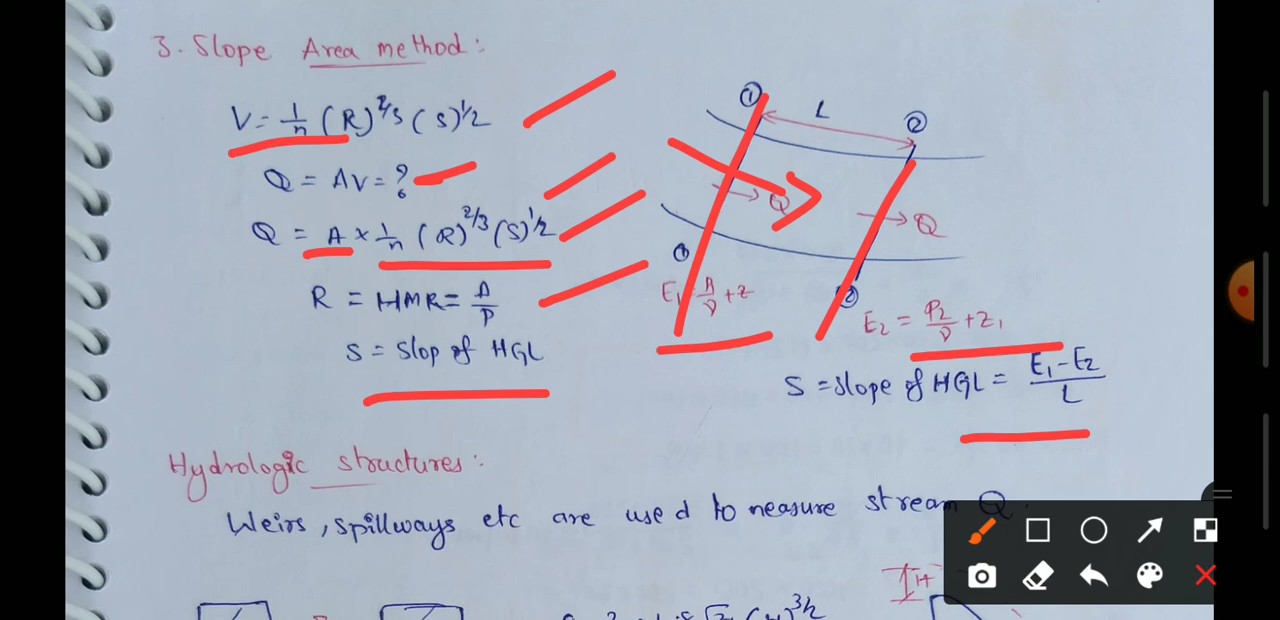 3. Slope Area method:
V = 1/n (R)^2/3 (S)^1/2
Q = AV = ?
Q = A × 1/n (R)^2/3 (S)^1/2
R = HMR = A/P
S = Slop of HGL
① L ②
→ Q → Q
① ②
E₂ = P₂/γ + Z₁
S = slope of HGL = E₁ - E₂ / L
Hydrologic structures:
Weirs, spillways etc are used to measure stream Q.
H